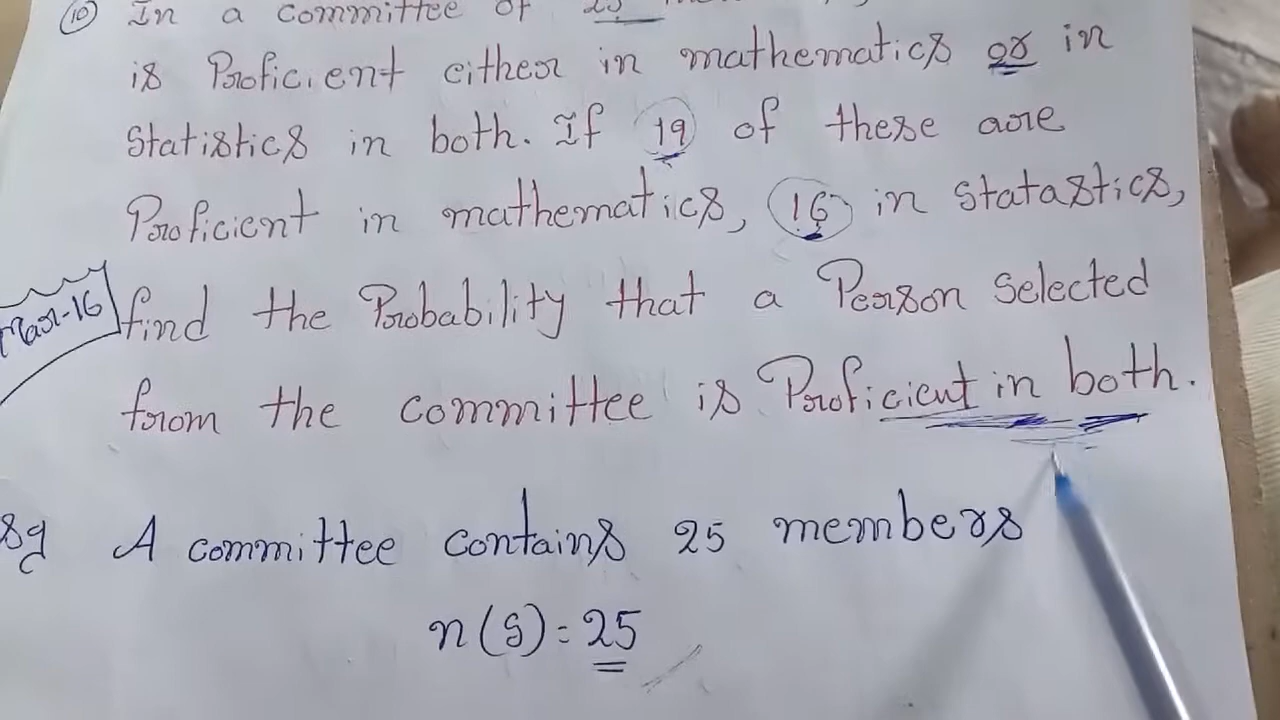 (10) In a committee of 25
is Proficient either in mathematics or in
Statistics in both. If 19 of these are
Proficient in mathematics, 16 in Statastics,
Mar-16
find the Probability that a Person Selected
from the committee is Proficient in both.
A committee contains 25 members
n(s) = 25